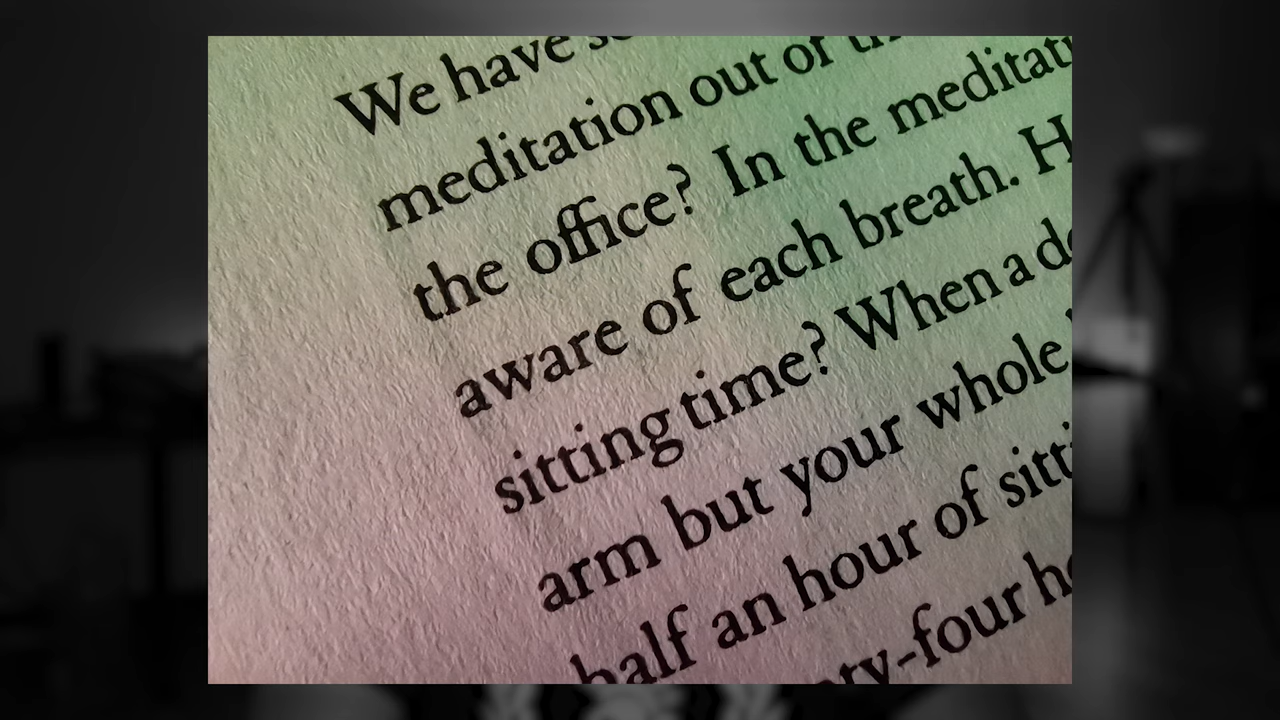 We have
meditation out of
the office? In the
aware of each breath.
sitting time? When a
arm but your whole
half an hour of